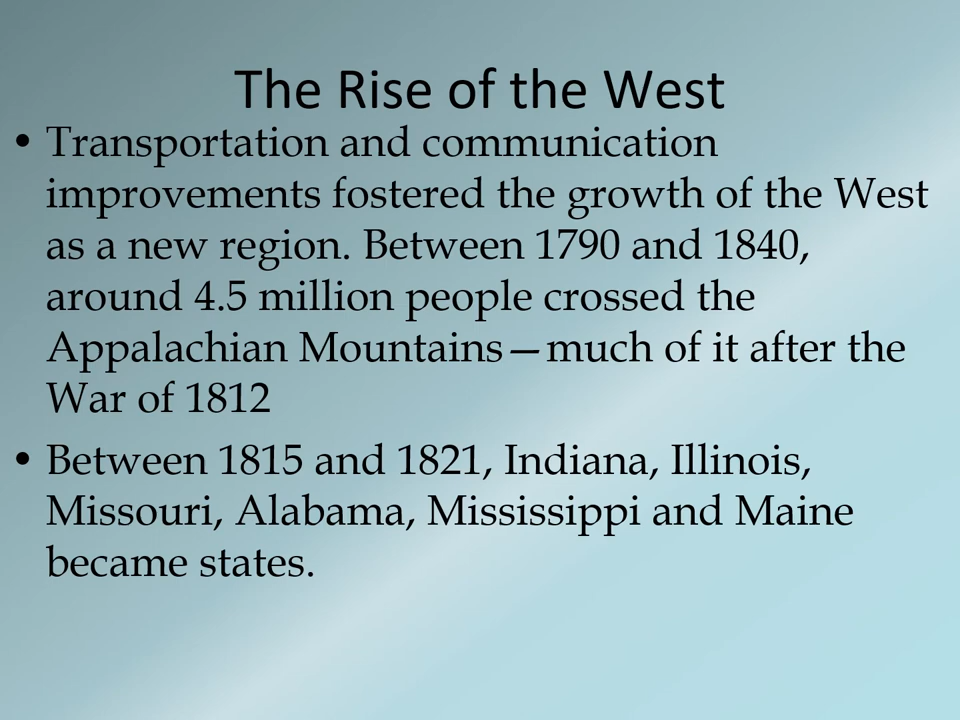 The Rise of the West
• Transportation and communication
improvements fostered the growth of the West
as a new region. Between 1790 and 1840,
around 4.5 million people crossed the
Appalachian Mountains—much of it after the
War of 1812
• Between 1815 and 1821, Indiana, Illinois,
Missouri, Alabama, Mississippi and Maine
became states.